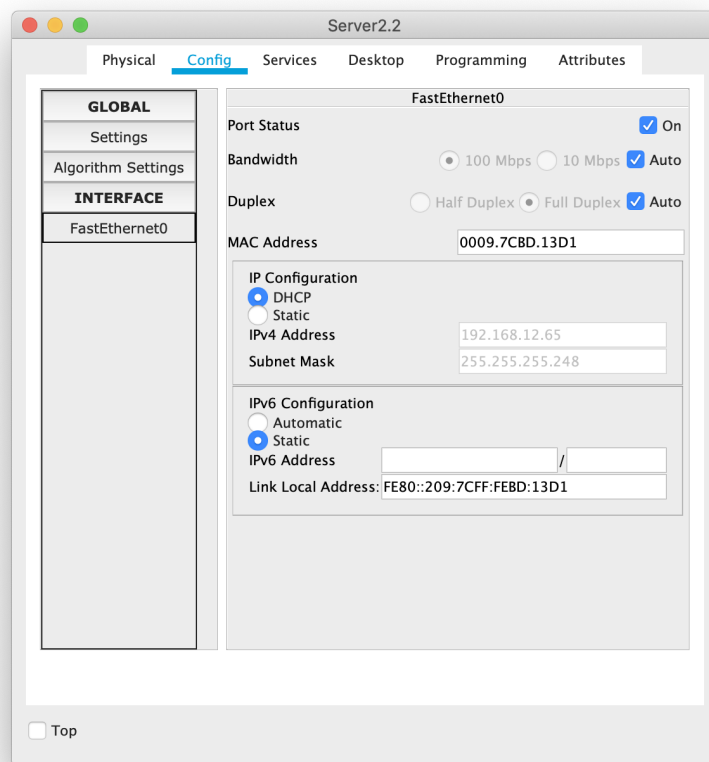 Server2.2
Physical Config Services Desktop Programming Attributes
GLOBAL
Settings
Algorithm Settings
INTERFACE
FastEthernet0
FastEthernet0
Port Status On
Bandwidth 100 Mbps 10 Mbps Auto
Duplex Half Duplex Full Duplex Auto
MAC Address 0009.7CBD.13D1
IP Configuration
DHCP
Static
IPv4 Address 192.168.12.65
Subnet Mask 255.255.255.248
IPv6 Configuration
Automatic
Static
IPv6 Address /
Link Local Address: FE80::209:7CFF:FEBD:13D1
Top